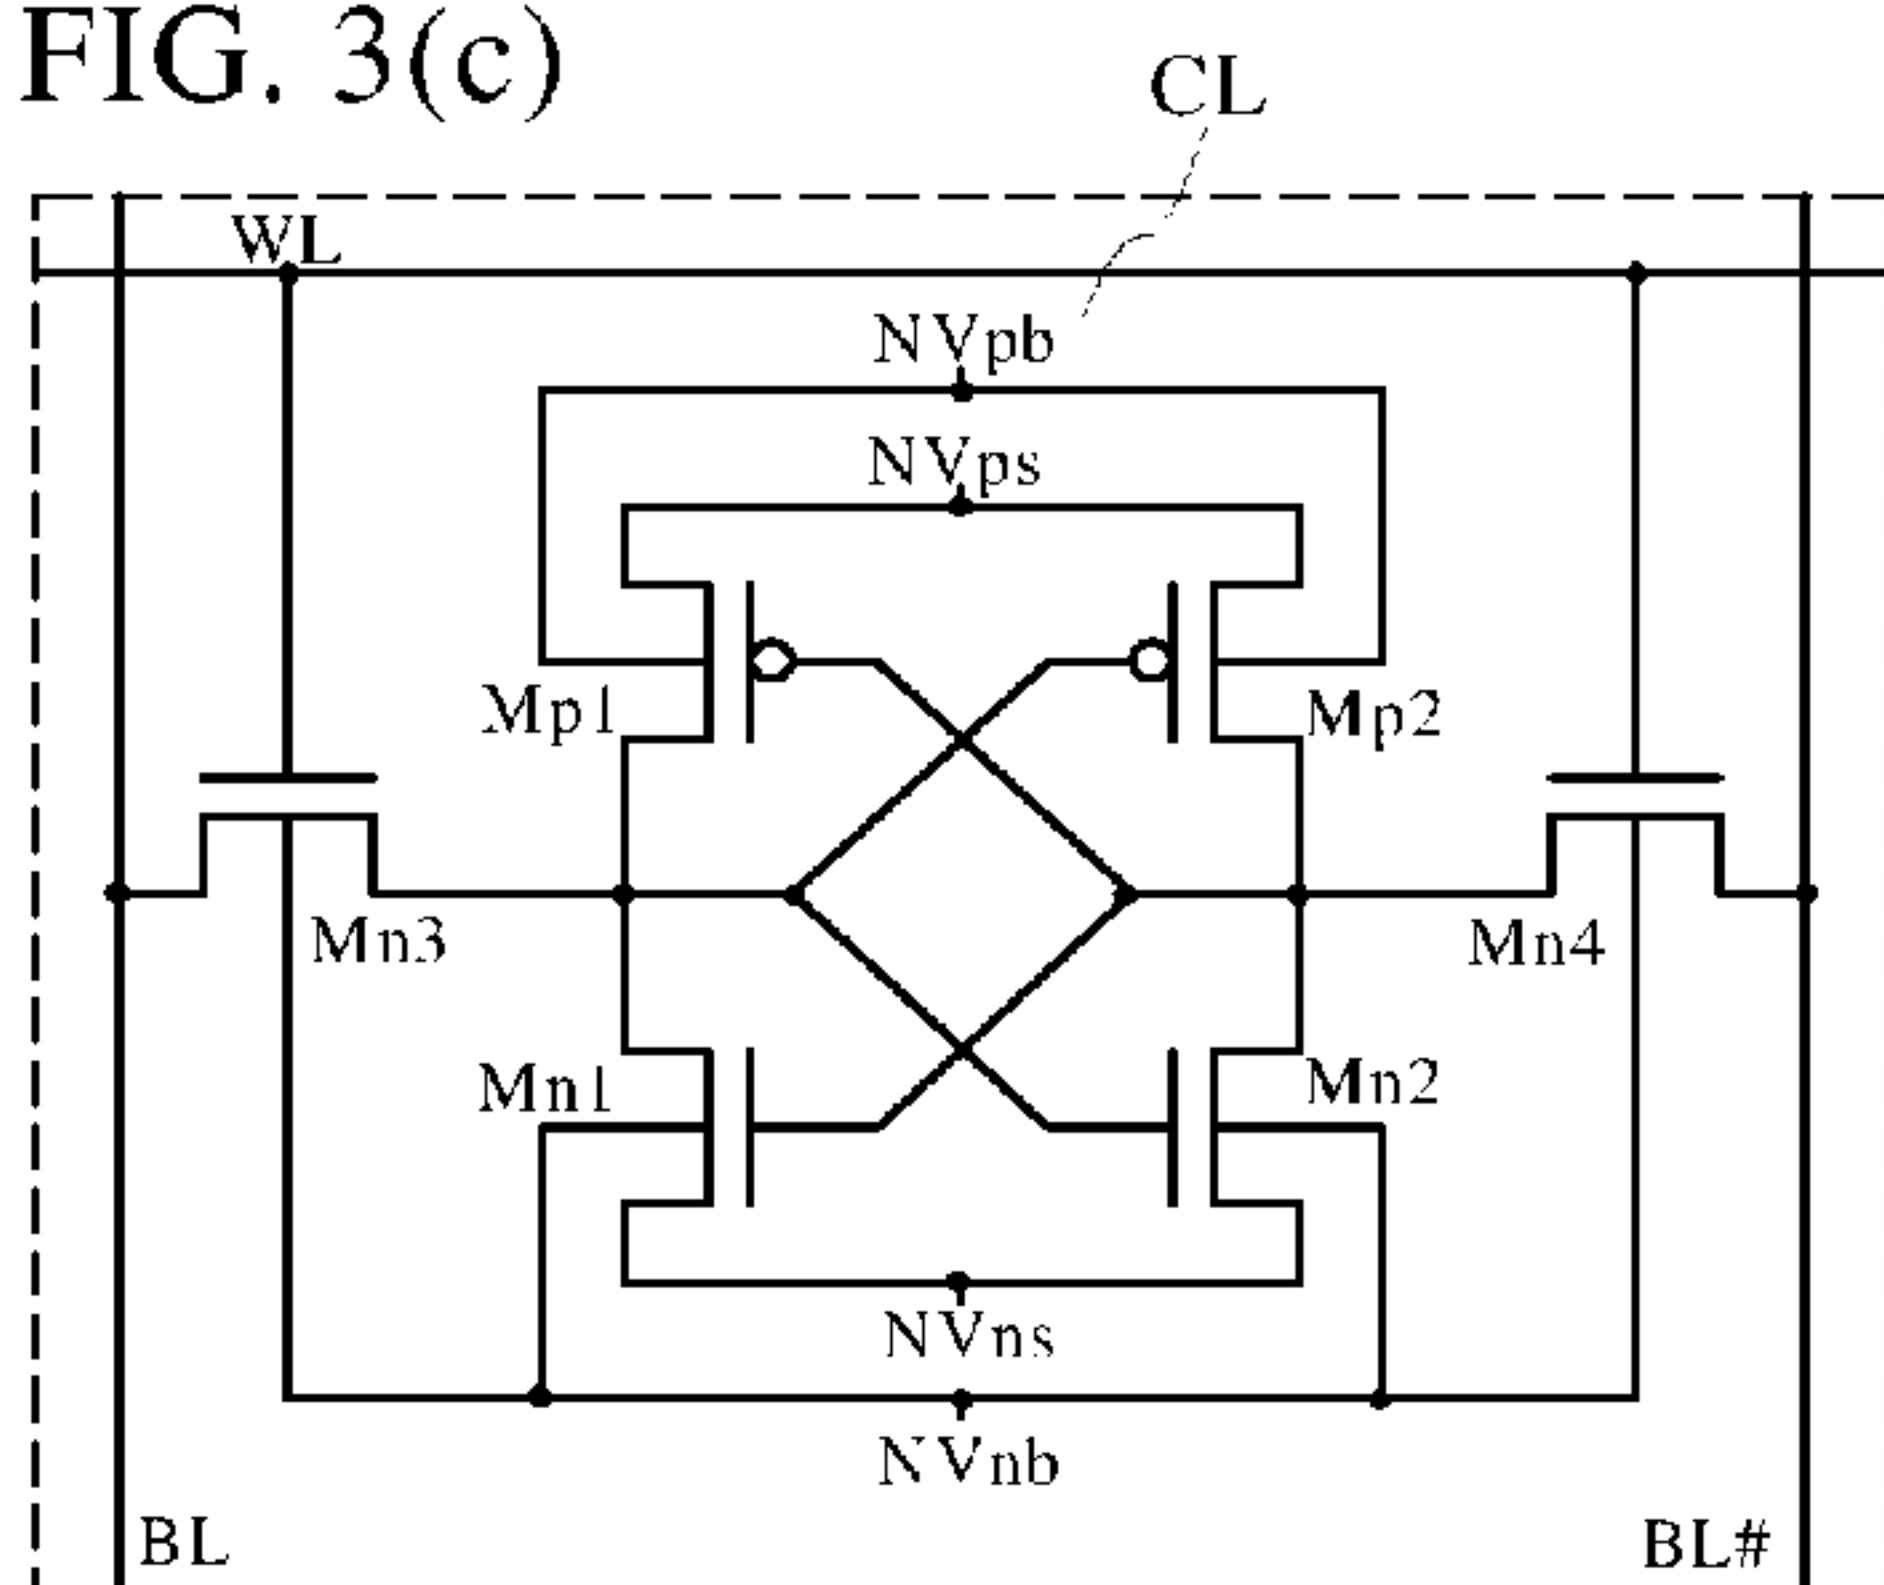 FIG. 3(c)
CL
WL
NVpb
NVps
Mp1
Mp2
Mn3
Mn4
Mn1
Mn2
NVns
NVnb
BL
BL#